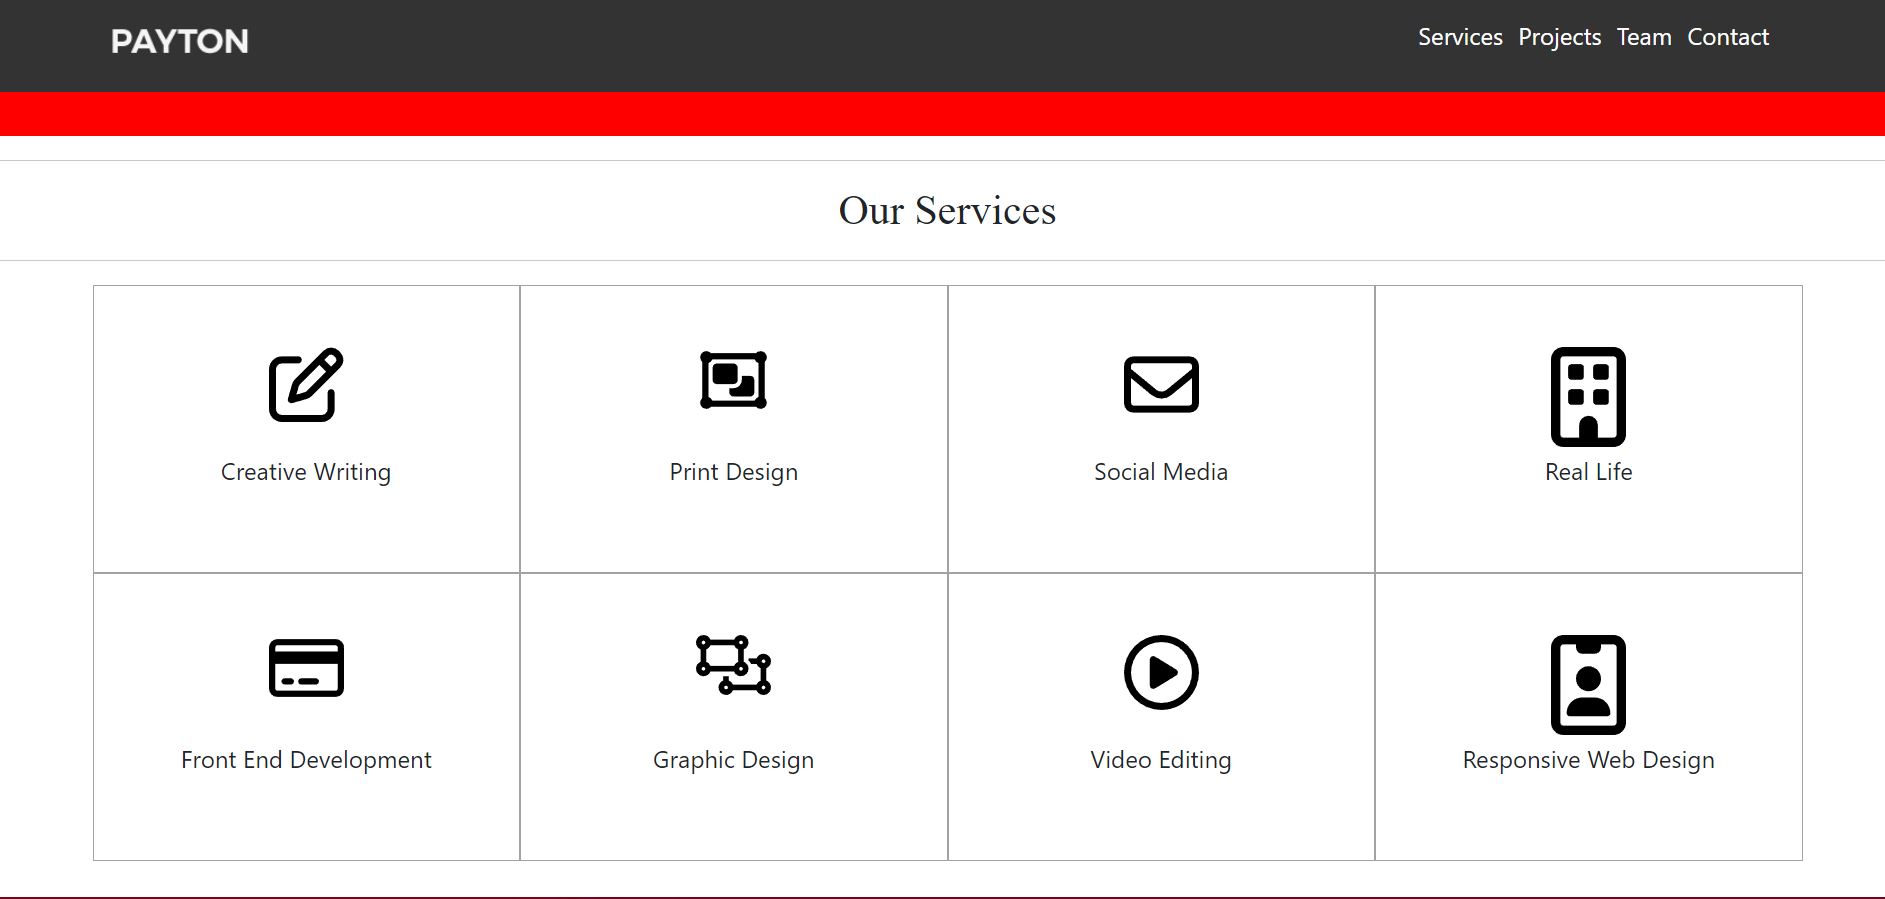 PAYTON
Services Projects Team Contact
Our Services
Creative Writing
Print Design
Social Media
Real Life
Front End Development
Graphic Design
Video Editing
Responsive Web Design